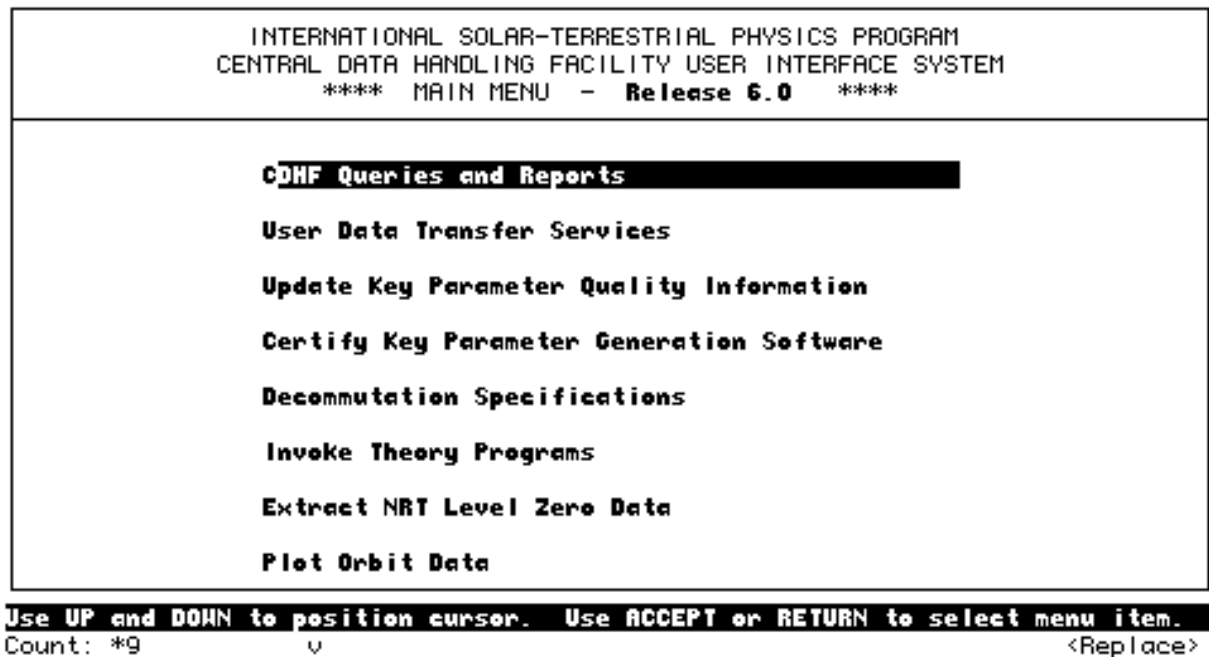 INTERNATIONAL SOLAR-TERRESTRIAL PHYSICS PROGRAM
CENTRAL DATA HANDLING FACILITY USER INTERFACE SYSTEM
**** MAIN MENU - Release 6.0 ****
CDHF Queries and Reports
User Data Transfer Services
Update Key Parameter Quality Information
Certify Key Parameter Generation Software
Decommutation Specifications
Invoke Theory Programs
Extract NRT Level Zero Data
Plot Orbit Data
Use UP and DOWN to position cursor. Use ACCEPT or RETURN to select menu item.
Count: *9 v <Replace>